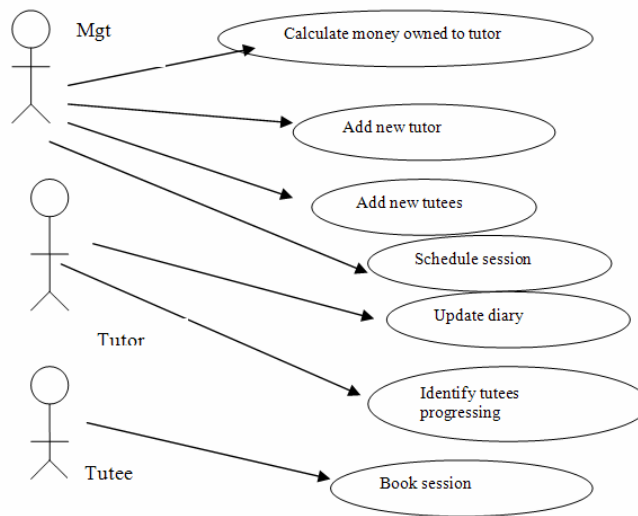 Mgt
Calculate money owned to tutor
Add new tutor
Add new tutees
Schedule session
Update diary
Tutor
Identify tutees
progressing
Tutee
Book session